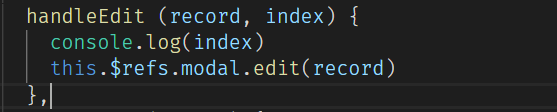 handleEdit (record, index) {
  console.log(index)
  this.$refs.modal.edit(record)
},